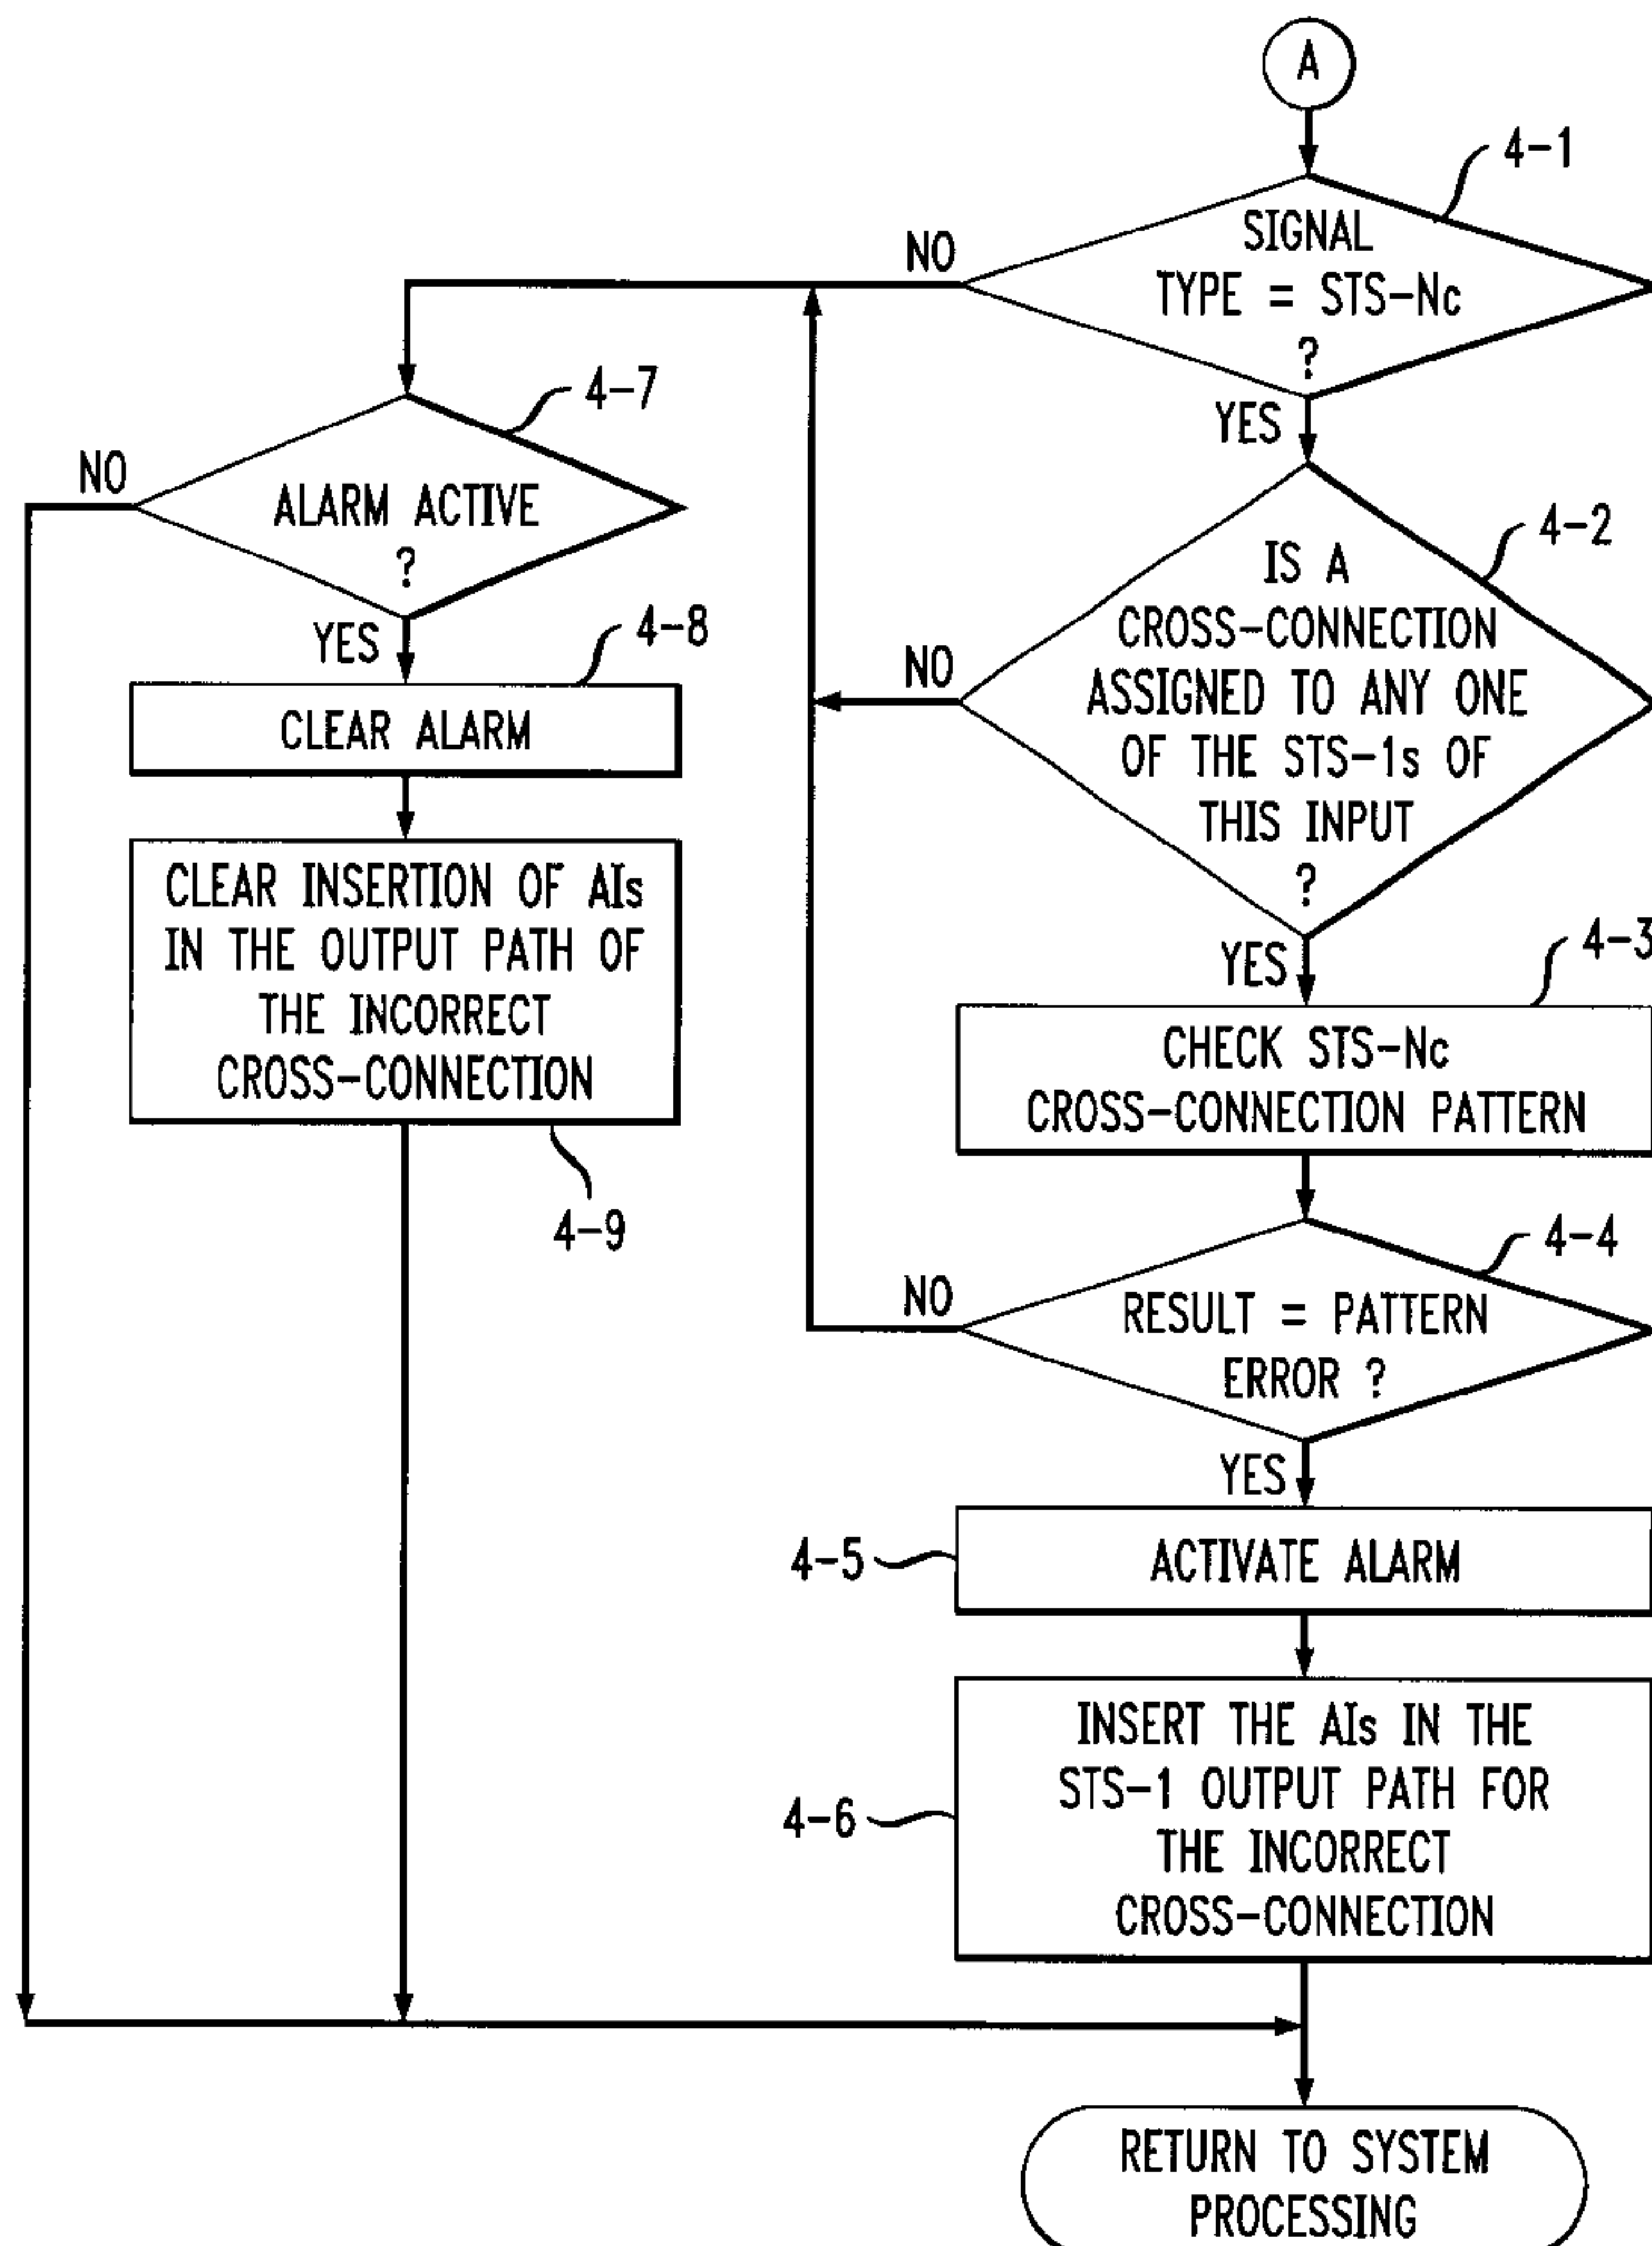 A
4-1
SIGNAL
TYPE = STS-Nc
?
NO
YES
4-7
ALARM ACTIVE
?
NO
YES
4-2
IS A
CROSS-CONNECTION
ASSIGNED TO ANY ONE
OF THE STS-1s OF
THIS INPUT
?
NO
YES
4-8
CLEAR ALARM
CLEAR INSERTION OF AIs
IN THE OUTPUT PATH OF
THE INCORRECT
CROSS-CONNECTION
4-9
4-3
CHECK STS-Nc
CROSS-CONNECTION PATTERN
4-4
RESULT = PATTERN
ERROR ?
NO
YES
4-5
ACTIVATE ALARM
4-6
INSERT THE AIs IN THE
STS-1 OUTPUT PATH FOR
THE INCORRECT
CROSS-CONNECTION
RETURN TO SYSTEM
PROCESSING